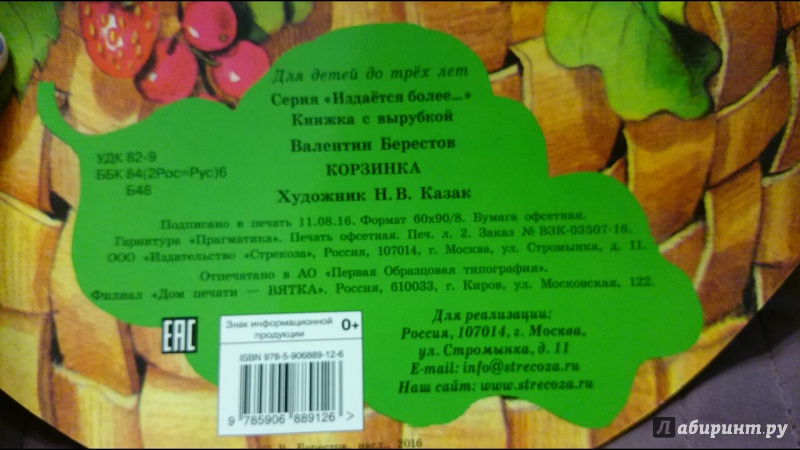 Для детей до трёх лет
Серия «Издаётся более...»
Книжка с вырубкой
Валентин Берестов
КОРЗИНКА
Художник Н. В. Казак
УДК 82-9
ББК 84(2Рос=Рус)6
Б48
Подписано в печать 11.08.16. Формат 60x90/8. Бумага офсетная.
Гарнитура «Прагматика». Печать офсетная. Печ. л. 2. Заказ № ВЗК-03507-16.
ООО «Издательство «Стрекоза», Россия, 107014, г. Москва, ул. Стромынка, д. 11.
Отпечатано в АО «Первая Образцовая типография».
Филиал «Дом печати — ВЯТКА». Россия, 610033, г. Киров, ул. Московская, 122.
EAC
Знак информационной
продукции
0+
ISBN 978-5-906889-12-6
9 785906 889126 >
Для реализации:
Россия, 107014, г. Москва,
ул. Стромынка, д. 11
E-mail: info@strecoza.ru
Наш сайт: www.strecoza.ru
В. Берестов, насл., 2016
Лабиринт.ру